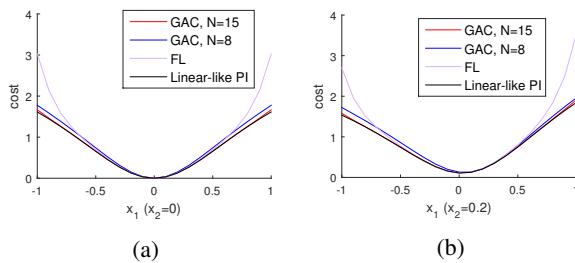 4
3
2
1
0
cost
-1
-0.5
0
0.5
1
x1 (x2=0)
GAC, N=15
GAC, N=8
FL
Linear-like PI
(a)
4
3
2
1
0
cost
-1
-0.5
0
0.5
1
x1 (x2=0.2)
GAC, N=15
GAC, N=8
FL
Linear-like PI
(b)